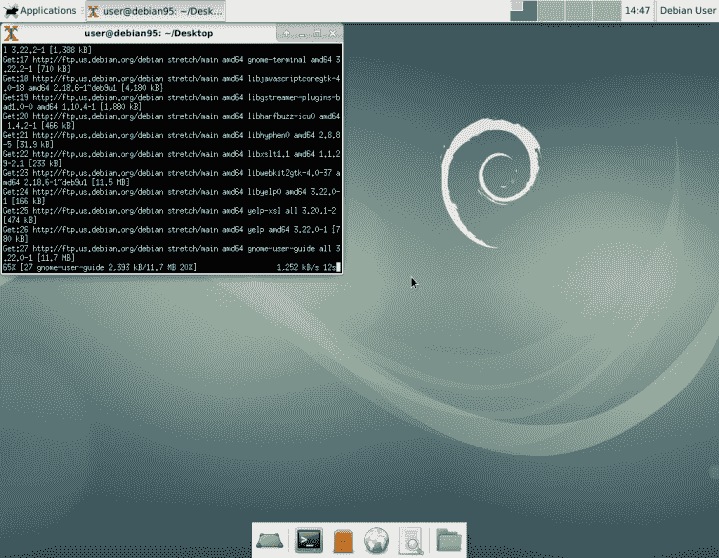 Applications
user@debian95: ~/Desk...
14:47
Debian User
user@debian95: ~/Desktop
1 3.22.2-1 [1,388 kB]
Get:17 http://ftp.us.debian.org/debian stretch/main amd64 gnome-terminal amd64 3
.22.2-1 [710 kB]
Get:18 http://ftp.us.debian.org/debian stretch/main amd64 libjavascriptcoregtk-4
.0-18 amd64 2.18.6-1~deb9u1 [4,180 kB]
Get:19 http://ftp.us.debian.org/debian stretch/main amd64 libgstreamer-plugins-b
ad1.0-0 amd64 1.10.4-1 [1,880 kB]
Get:20 http://ftp.us.debian.org/debian stretch/main amd64 libharfbuzz-icu0 amd64
 1.4.2-1 [466 kB]
Get:21 http://ftp.us.debian.org/debian stretch/main amd64 libhyphen0 amd64 2.8.8
-5 [31.9 kB]
Get:22 http://ftp.us.debian.org/debian stretch/main amd64 libxslt1.1 amd64 1.1.2
9-2.1 [233 kB]
Get:23 http://ftp.us.debian.org/debian stretch/main amd64 libwebkit2gtk-4.0-37 a
md64 2.18.6-1~deb9u1 [11.5 MB]
Get:24 http://ftp.us.debian.org/debian stretch/main amd64 libyelp0 amd64 3.22.0-
1 [166 kB]
Get:25 http://ftp.us.debian.org/debian stretch/main amd64 yelp-xsl all 3.20.1-2
[474 kB]
Get:26 http://ftp.us.debian.org/debian stretch/main amd64 yelp amd64 3.22.0-1 [7
80 kB]
Get:27 http://ftp.us.debian.org/debian stretch/main amd64 gnome-user-guide all 3
.22.0-1 [11.7 MB]
65% [27 gnome-user-guide 2,393 kB/11.7 MB 20%] 1,252 kB/s 12s